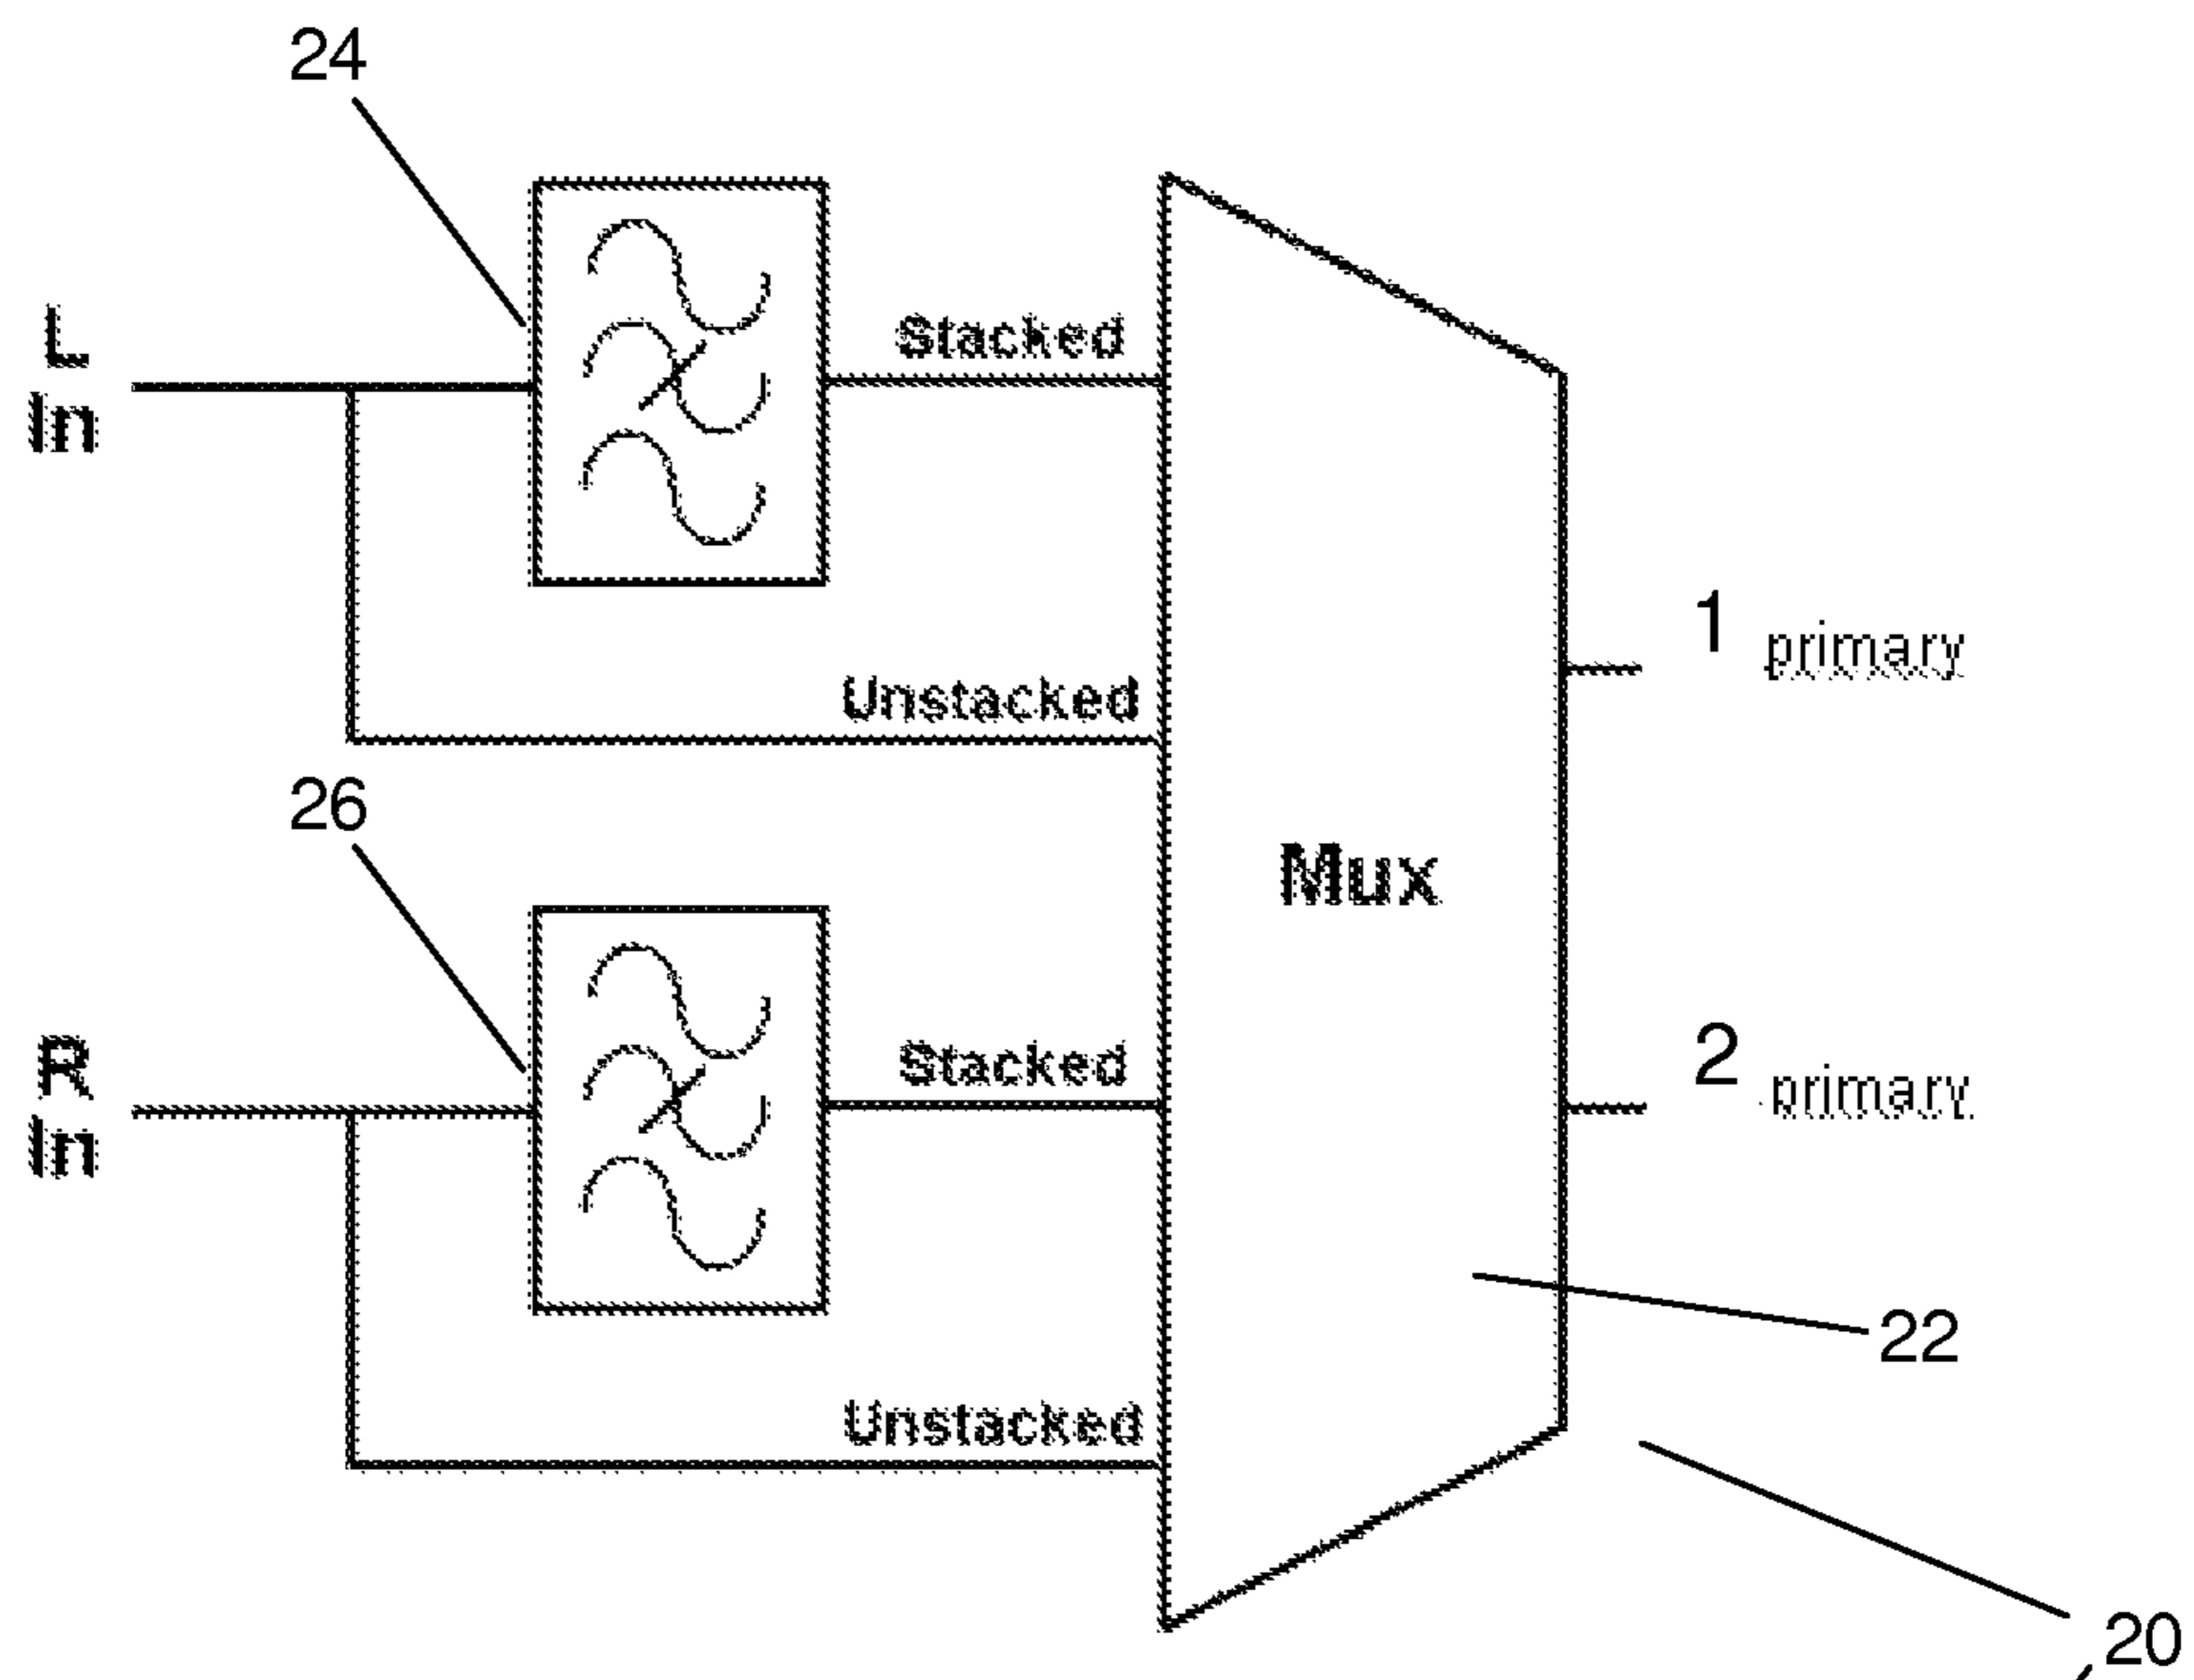 24
L
In
Stacked
Unstacked
1 primary
26
Mux
R
In
Stacked
2 primary
Unstacked
22
20